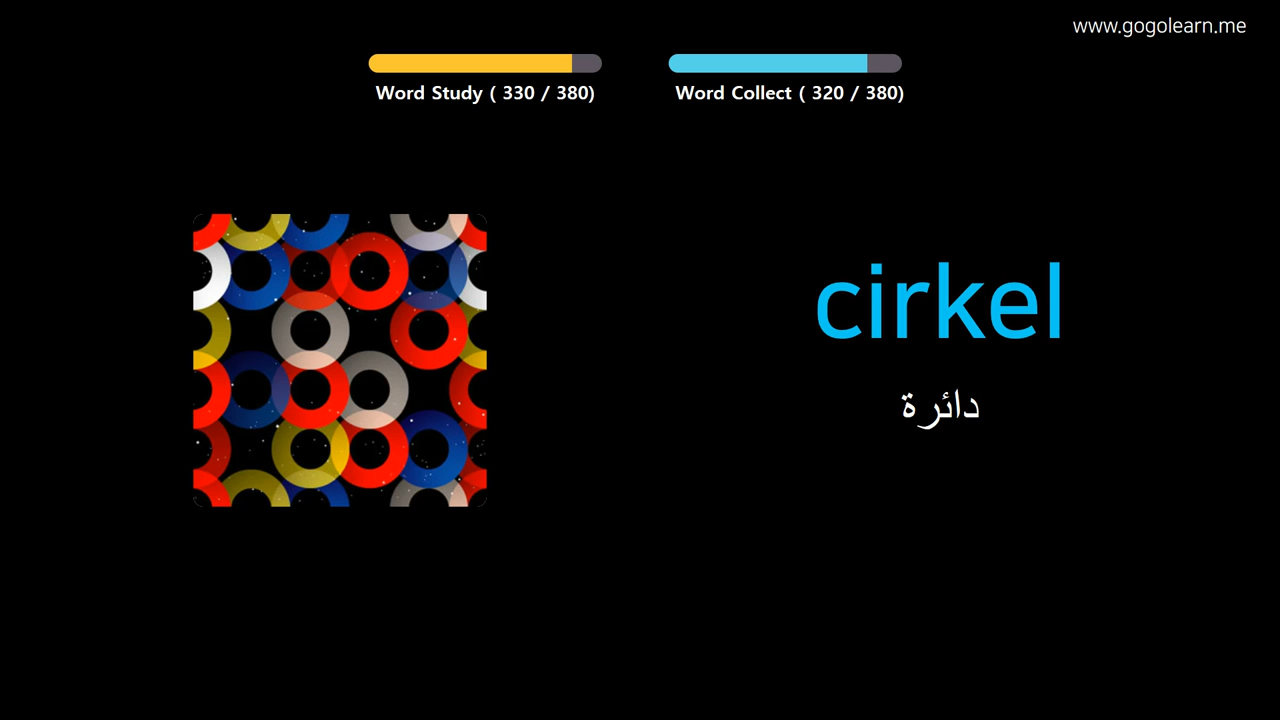 www.gogolearn.me
Word Study ( 330 / 380)
Word Collect ( 320 / 380)
cirkel
دائرة